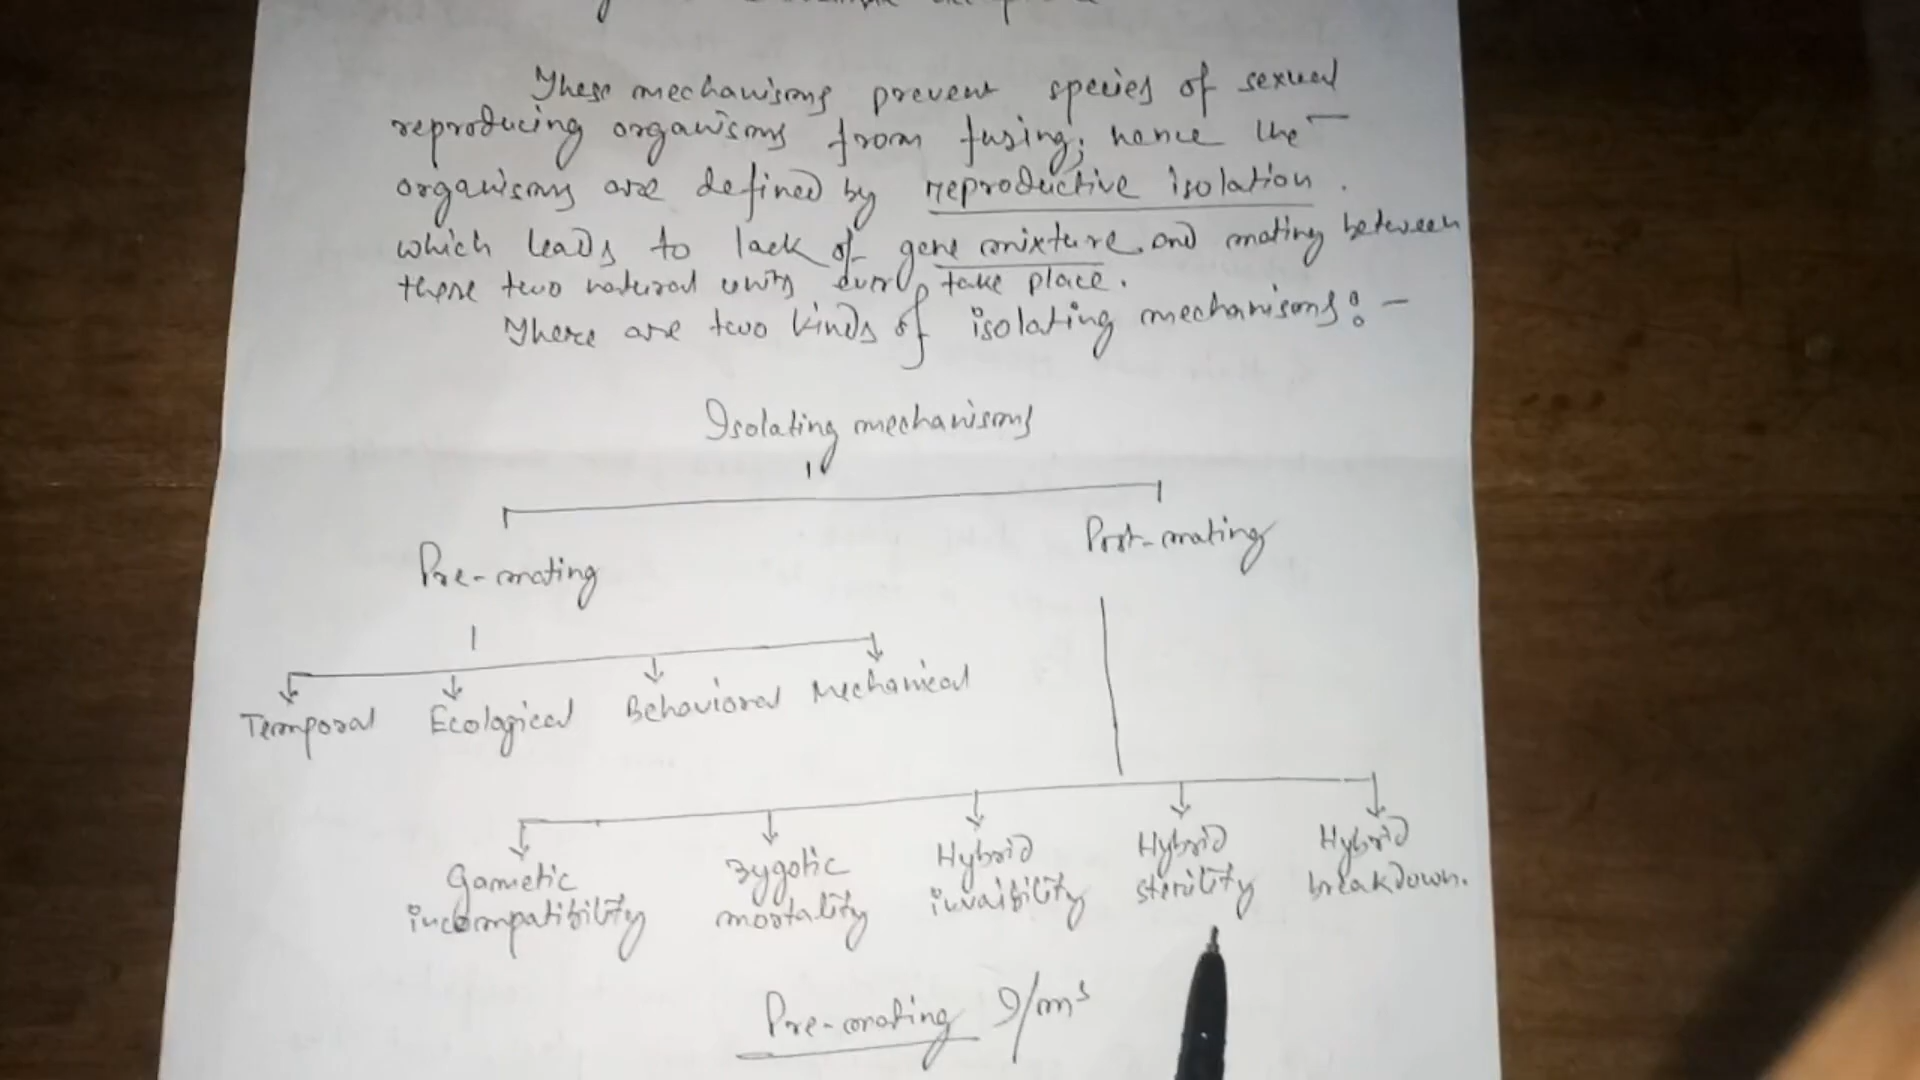 These mechanisms prevent species of sexual
reproducing organisms from fusing; hence the
organisms are defined by reproductive isolation.
which leads to lack of gene mixture and mating between
these two natural units take place.
There are two kinds of isolating mechanisms: -
Isolating mechanisms
Pre-mating
Post-mating
Temporal Ecological Behavioral Mechanical
Gametic incompatibility
Zygotic mortality
Hybrid invaibility
Hybrid sterility
Hybrid breakdown.
Pre-mating I/ms